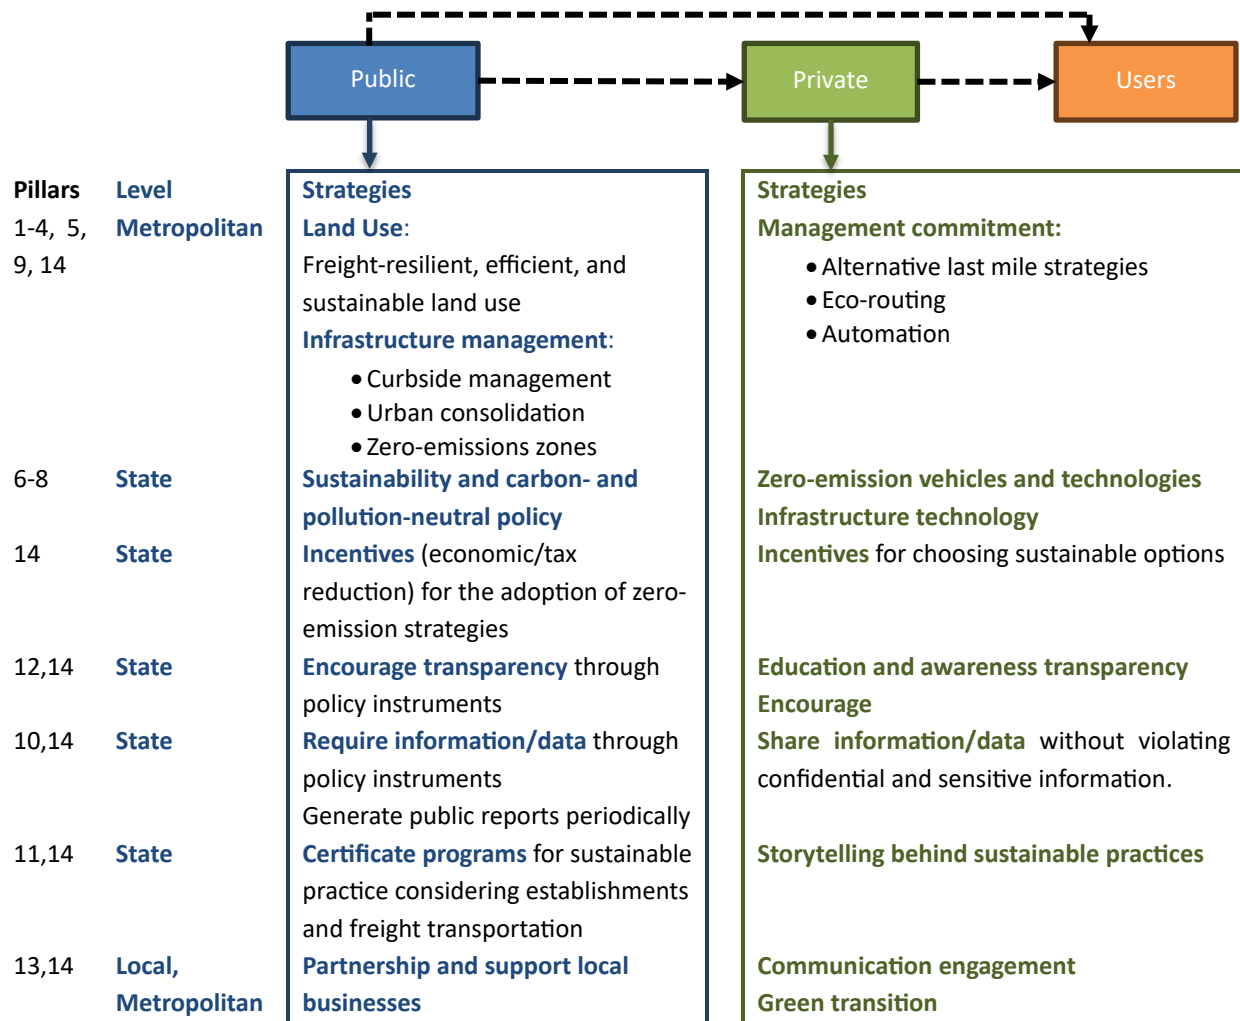 Public
Private
Users
Pillars Level Strategies Strategies
1-4, 5, Metropolitan Land Use: Management commitment:
9, 14 Freight-resilient, efficient, and • Alternative last mile strategies
sustainable land use • Eco-routing
Infrastructure management: • Automation
• Curbside management
• Urban consolidation
• Zero-emissions zones
6-8 State Sustainability and carbon- and Zero-emission vehicles and technologies
pollution-neutral policy Infrastructure technology
14 State Incentives (economic/tax Incentives for choosing sustainable options
reduction) for the adoption of zero-
emission strategies
12,14 State Encourage transparency through Education and awareness transparency
policy instruments Encourage
10,14 State Require information/data through Share information/data without violating
policy instruments confidential and sensitive information.
Generate public reports periodically
11,14 State Certificate programs for sustainable Storytelling behind sustainable practices
practice considering establishments
and freight transportation
13,14 Local, Partnership and support local Communication engagement
Metropolitan businesses Green transition